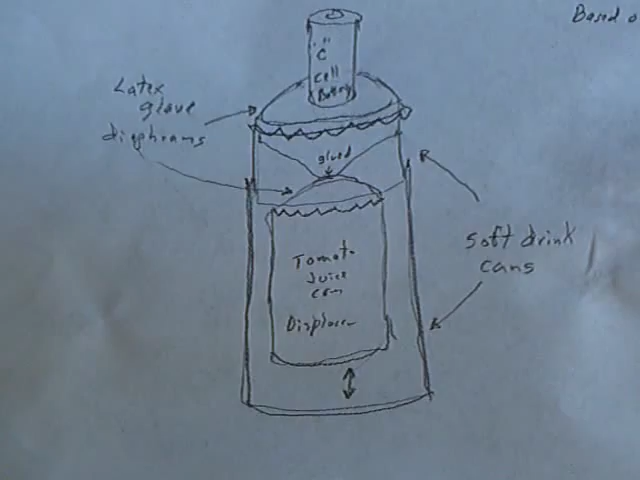 Based o
"C"
Cell
Battery
Latex
glove
diaphrams
glued
soft drink
cans
Tomato
Juice
can
Displacer